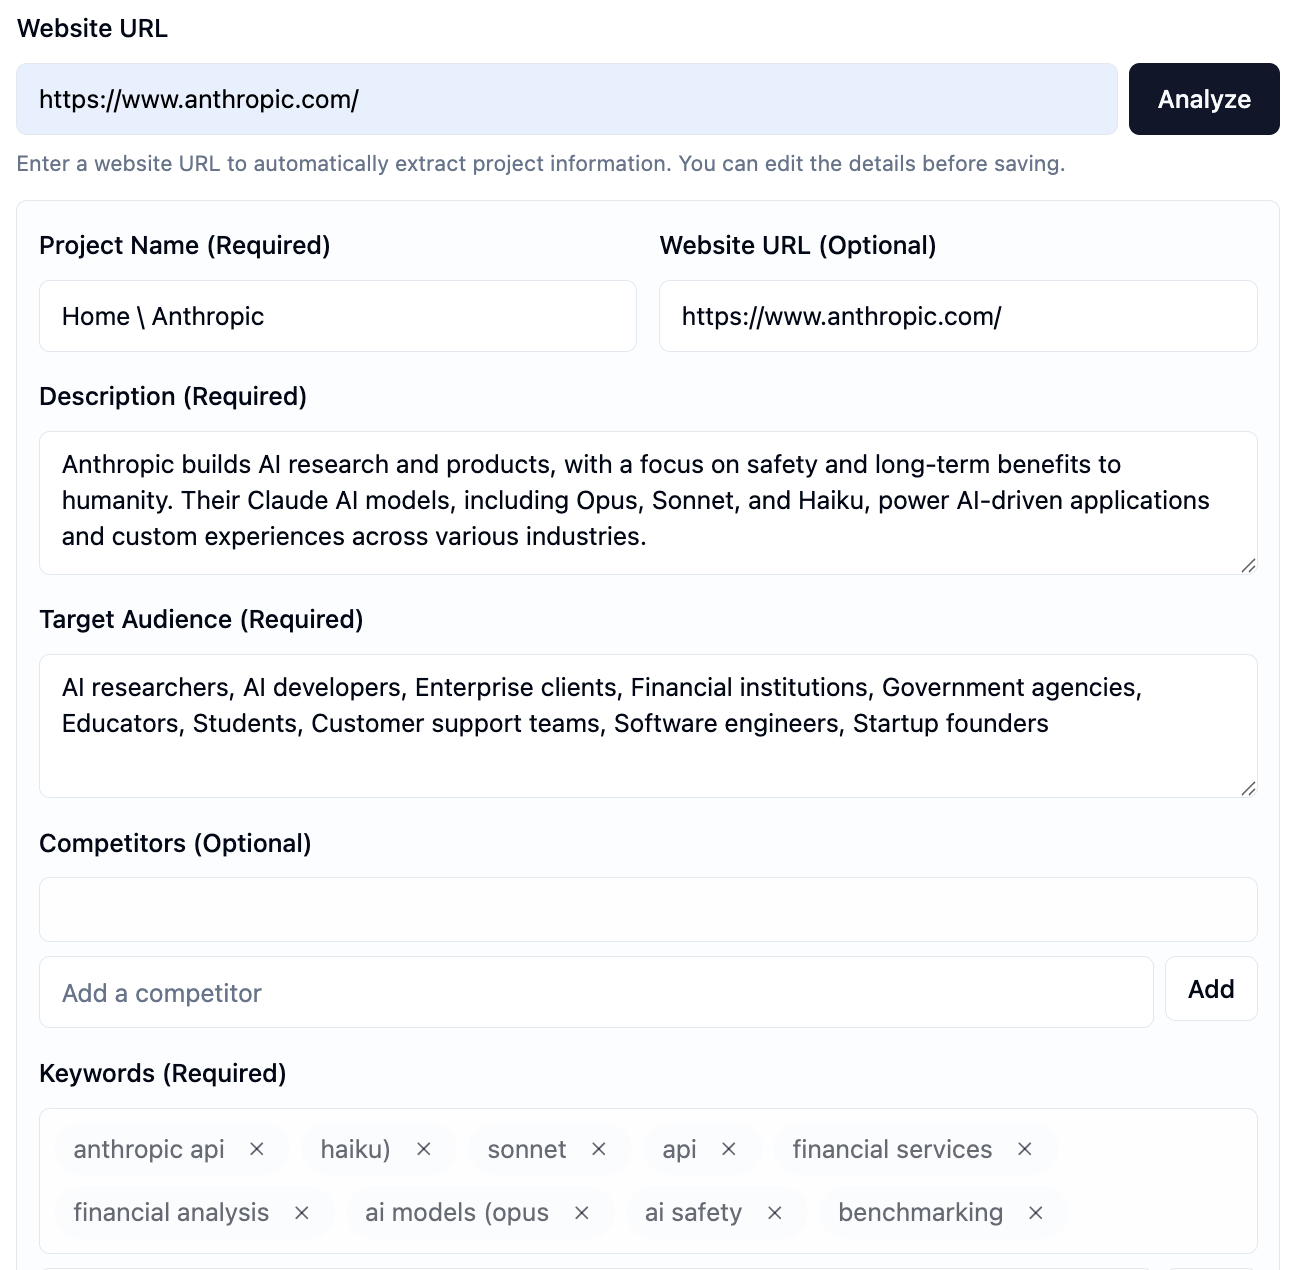 Website URL
https://www.anthropic.com/
Analyze
Enter a website URL to automatically extract project information. You can edit the details before saving.
Project Name (Required)
Website URL (Optional)
Home \ Anthropic
https://www.anthropic.com/
Description (Required)
Anthropic builds AI research and products, with a focus on safety and long-term benefits to
humanity. Their Claude AI models, including Opus, Sonnet, and Haiku, power AI-driven applications
and custom experiences across various industries.
Target Audience (Required)
AI researchers, AI developers, Enterprise clients, Financial institutions, Government agencies,
Educators, Students, Customer support teams, Software engineers, Startup founders
Competitors (Optional)
Add a competitor
Add
Keywords (Required)
anthropic api × haiku) × sonnet × api × financial services ×
financial analysis × ai models (opus × ai safety × benchmarking ×